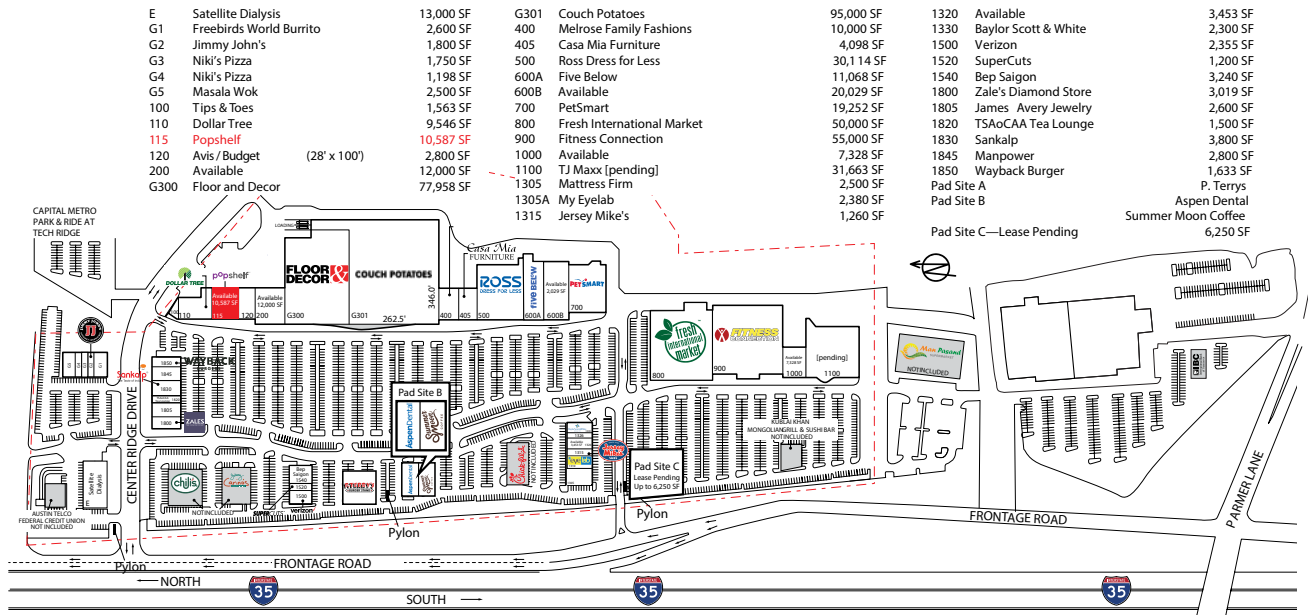 E Satellite Dialysis 13,000 SF
G1 Freebirds World Burrito 2,600 SF
G2 Jimmy John's 1,800 SF
G3 Niki's Pizza 1,750 SF
G4 Niki's Pizza 1,198 SF
G5 Masala Wok 2,500 SF
100 Tips & Toes 1,563 SF
110 Dollar Tree 9,546 SF
115 Popshelf 10,587 SF
120 Avis / Budget (28' x 100') 2,800 SF
200 Available 12,000 SF
G300 Floor and Decor 77,958 SF
G301 Couch Potatoes 95,000 SF
400 Melrose Family Fashions 10,000 SF
405 Casa Mia Furniture 4,098 SF
500 Ross Dress for Less 30,114 SF
600A Five Below 11,068 SF
600B Available 20,029 SF
700 PetSmart 19,252 SF
800 Fresh International Market 50,000 SF
900 Fitness Connection 55,000 SF
1000 Available 7,328 SF
1100 TJ Maxx [pending] 31,663 SF
1305 Mattress Firm 2,500 SF
1305A My Eyelab 2,380 SF
1315 Jersey Mike's 1,260 SF
1320 Available 3,453 SF
1330 Baylor Scott & White 2,300 SF
1500 Verizon 2,355 SF
1520 SuperCuts 1,200 SF
1540 Bep Saigon 3,240 SF
1800 Zale's Diamond Store 3,019 SF
1805 James Avery Jewelry 2,600 SF
1820 TSAoCAA Tea Lounge 1,500 SF
1830 Sankalp 3,800 SF
1845 Manpower 2,800 SF
1850 Wayback Burger 1,633 SF
Pad Site A P. Terrys
Pad Site B Aspen Dental
Summer Moon Coffee
Pad Site C—Lease Pending 6,250 SF
CAPITAL METRO
PARK & RIDE AT
TECH RIDGE
LOADING
DOLLAR TREE
popshelf
FLOOR
& DECOR
COUCH POTATOES
Casa Mia
FURNITURE
ROSS
DRESS FOR LESS
five BEL°W
PETSMART
Available
10,587 SF
Available
12,000 SF
Available
2,029 SF
346.0'
262.5'
110
115
120
200
G300
G301
400
405
500
600A
600B
700
fresh
international
market
FITNESS
Available
7,328 SF
[pending]
800
900
1000
1100
Man Pasand
NOT INCLUDED
IBC
JJ
G1
WAYBACK
Sankalp
1850
1845
1830
1805
1800
ZALES
CENTER RIDGE DRIVE
Pad Site B
AspenDental
Summer
Moon
KUBLAI KHAN
MONGOLIAN GRILL & SUSHI BAR
NOT INCLUDED
Pad Site C
Lease Pending
Up to 6,250 SF
Pylon
Satellite
Dialysis
E
AUSTIN TELCO
FEDERAL CREDIT UNION
NOT INCLUDED
chili's
NOT INCLUDED
Bep
Saigon
1540
1520
1500
SUPERCUTS
verizon
AspenDental
Chick-fil-A
NOT INCLUDED
1315
Pylon
Pylon
FRONTAGE ROAD
FRONTAGE ROAD
P ARMER LANE
NORTH
SOUTH
35
35
35